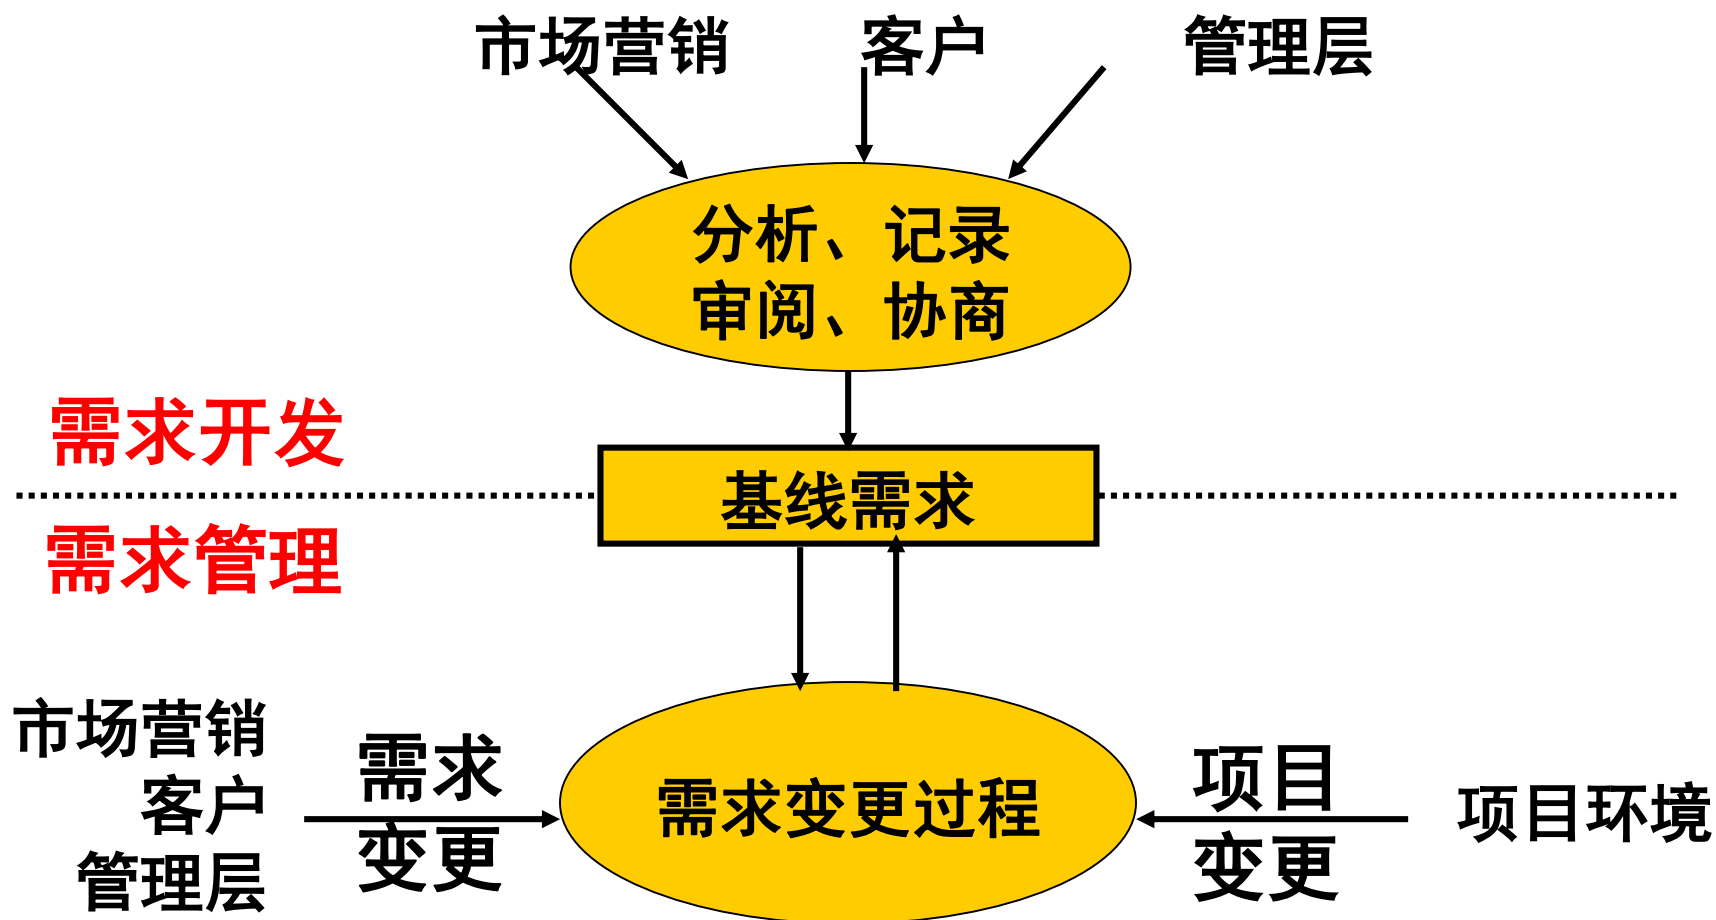 市场营销 客户 管理层
分析、记录
审阅、协商
需求开发
基线需求
需求管理
市场营销
客户
管理层
需求
变更
需求变更过程
项目
变更
项目环境